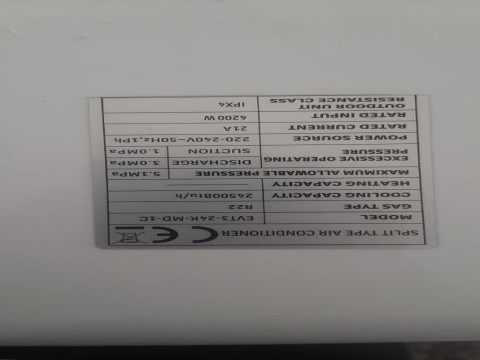 SPLIT TYPE AIR CONDITIONER CE
MODEL EVT3-24K-MD-1C
GAS TYPE R22
COOLING CAPACITY 24500Btu/h
HEATING CAPACITY
MAXIMUM ALLOWABLE PRESSURE 5.1MPa
EXCESSIVE OPERATING PRESSURE DISCHARGE 3.0MPa
SUCTION 1.0MPa
POWER SOURCE 220-240V~50Hz,1Ph
RATED CURRENT 21A
RATED INPUT 4200W
OUTDOOR UNIT
RESISTANCE CLASS IPX4